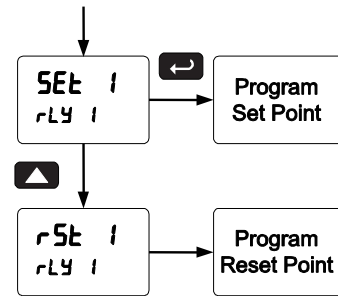 SEt 1
rLY 1
Program
Set Point
rSt 1
rLY 1
Program
Reset Point